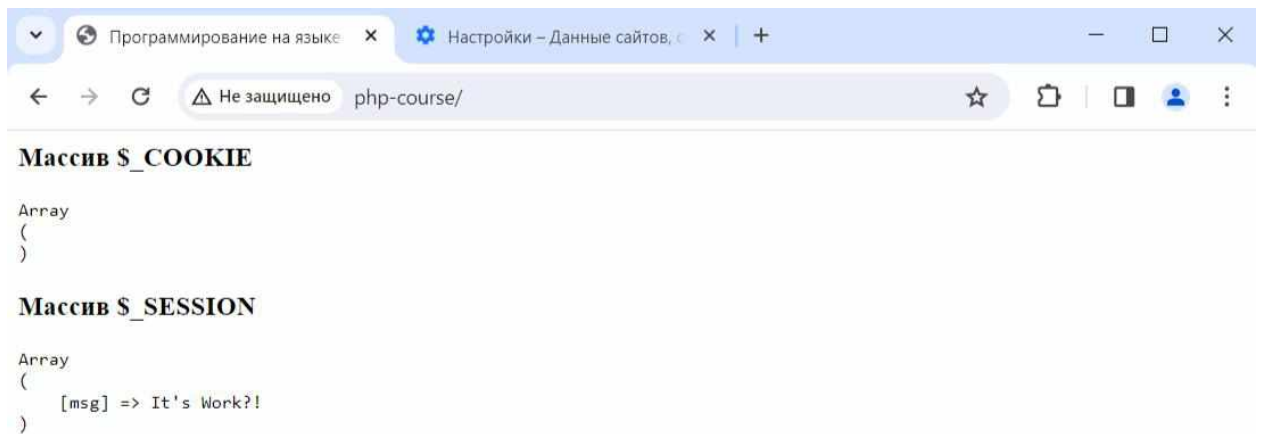 Программирование на языке
Настройки – Данные сайтов, с
Не защищено php-course/
Массив $_COOKIE
Array
(
)
Массив $_SESSION
Array
(
[msg] => It's Work?!
)